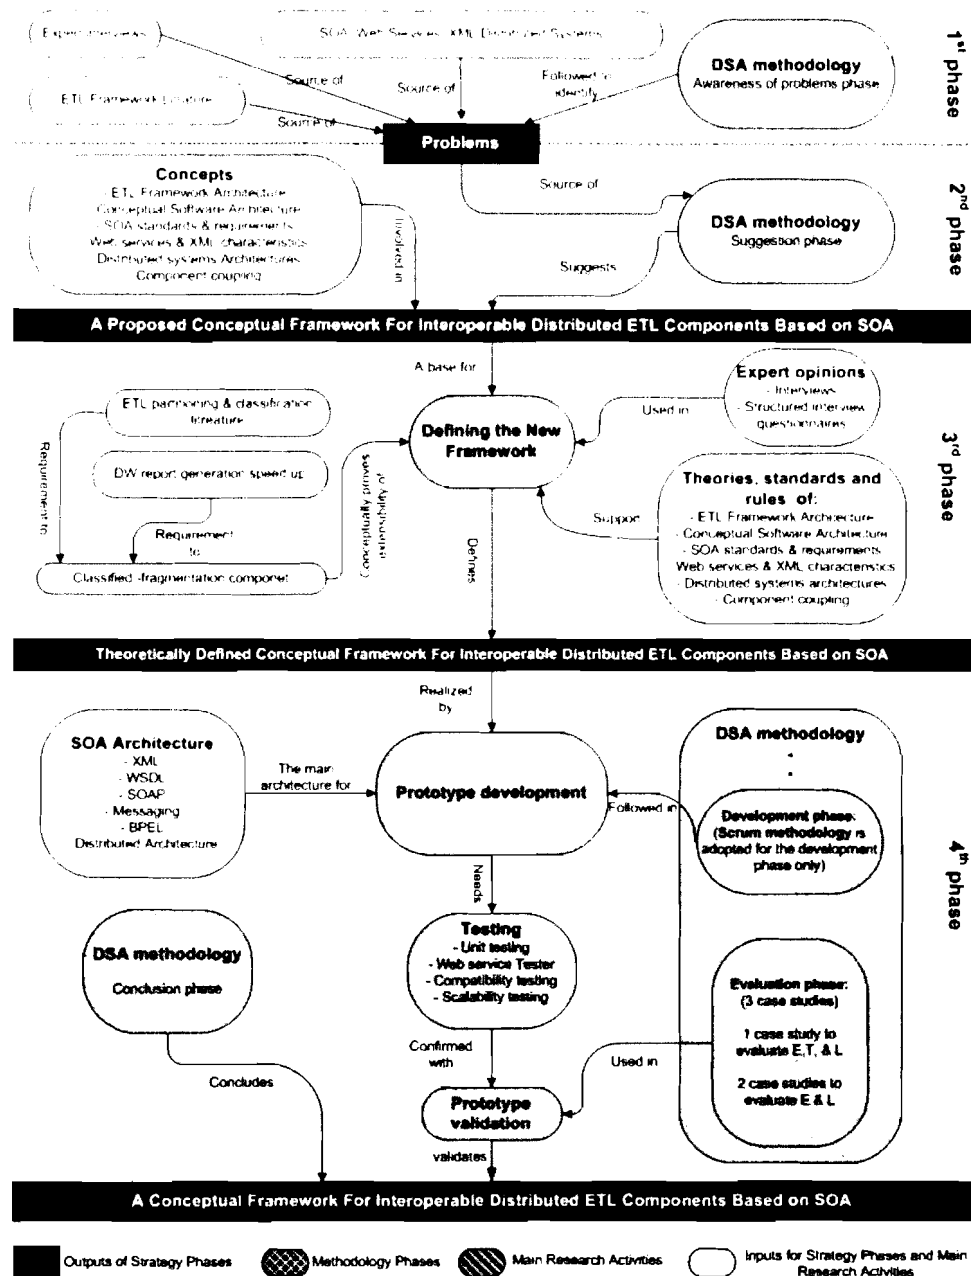 Expert Interviews
SOA, Web Services, XML Distributed Systems
1st phase
DSA methodology
Awareness of problems phase
Source of
Source of
Followed to
identify
ETL Framework Litrature
Source of
Problems
Concepts
- ETL Framework Architecture
Conceptual Software Architecture
- SOA standards & requirements
Web services & XML characteristics
Distributed systems Architectures
Component coupling
Involved in
Source of
2nd phase
DSA methodology
Suggestion phase
Suggests
A Proposed Conceptual Framework For Interoperable Distributed ETL Components Based on SOA
A base for
Expert opinions
- Interviews
- Structured interview
questionnaires
Used in
3rd phase
ETL partitioning & classification
litreature
Defining the New
Framework
DW report generation speed up
Requirement to
Requirement
to
Classified -fragmentation componet
Conceptually proves
extensibility of
Support
Theories, standards and
rules of:
- ETL Framework Architecture
- Conceptual Software Architecture
- SOA standards & requirements
Web services & XML characteristics
- Distributed systems architectures
- Component coupling
Defines
Theoretically Defined Conceptual Framework For Interoperable Distributed ETL Components Based on SOA
Realized
by
SOA Architecture
- XML
- WSDL
- SOAP
- Messaging
- BPEL
Distributed Architecture
The main
architecture for
Prototype development
Followed in
DSA methodology
.
.
Development phase:
(Scrum methodology is
adopted for the development
phase only)
4th phase
Needs
Testing
- Unit testing
- Web service Tester
- Compatibility testing
- Scalability testing
DSA methodology
Conclusion phase
Evaluation phase:
(3 case studies)
1 case study to
evaluate E,T, & L
2 case studies to
evaluate E & L
Confirmed
with
Used in
Concludes
Prototype
validation
validates
A Conceptual Framework For Interoperable Distributed ETL Components Based on SOA
Outputs of Strategy Phases
Methodology Phases
Main Research Activities
Inputs for Strategy Phases and Main
Research Activities